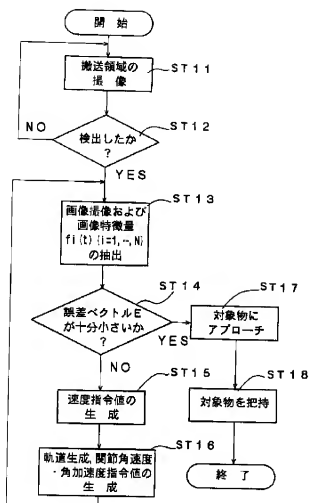 開 始
搬送領域の
撮 像
ST11
NO
検出したか
?
ST12
YES
ST13
画像撮像および
画像特徴量
fi(t) {i=1,‥,N}
の抽出
ST14
誤差ベクトルE
が十分小さいか
?
YES
ST17
対象物に
アプローチ
NO
ST15
速度指令値の
生成
ST18
対象物を把持
ST16
軌道生成,関節角速度
・角加速度指令値の
生成
終 了